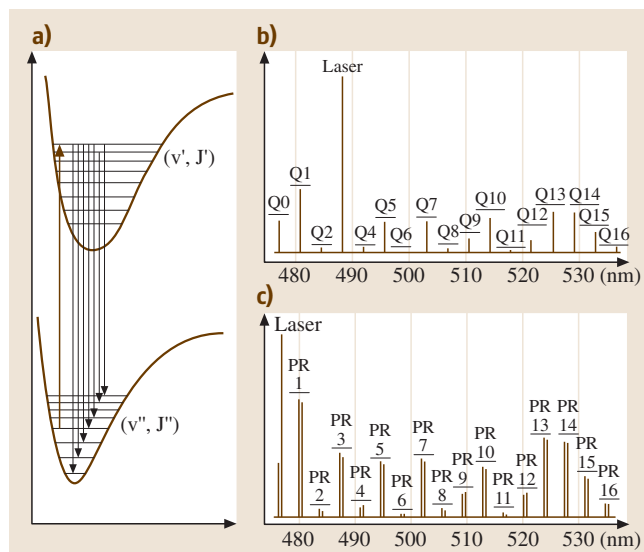 a)
(v', J')
(v'', J'')
b)
Laser
Q0
Q1
Q2
Q4
Q5
Q6
Q7
Q8
Q9
Q10
Q11
Q12
Q13
Q14
Q15
Q16
480 490 500 510 520 530 (nm)
c)
Laser
PR
1
PR
2
PR
3
PR
4
PR
5
PR
6
PR
7
PR
8
PR
9
PR
10
PR
11
PR
12
PR
13
PR
14
PR
15
PR
16
480 490 500 510 520 530 (nm)